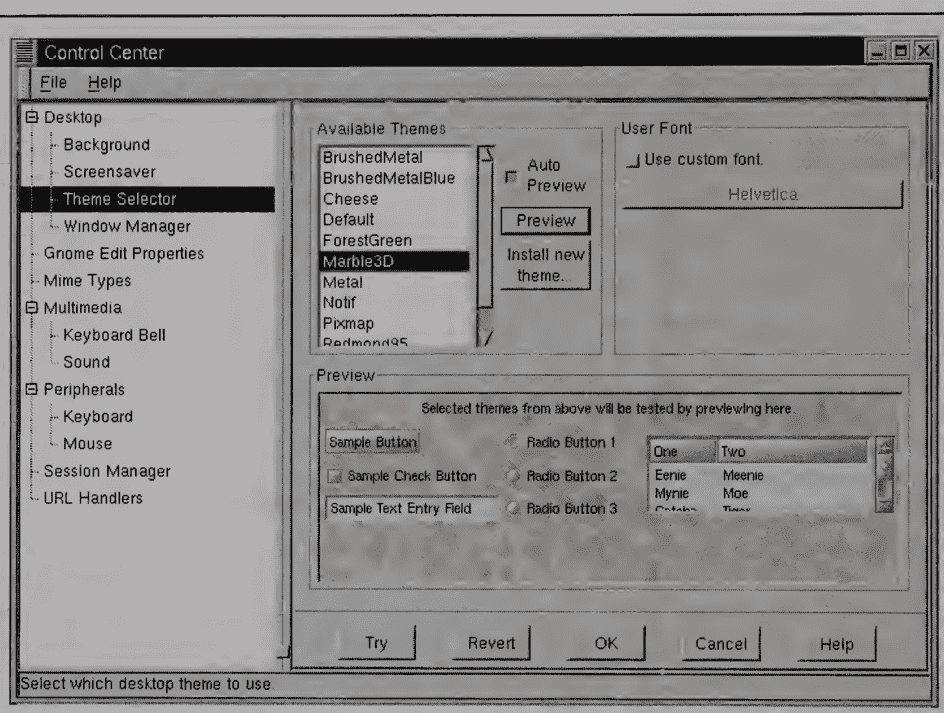 Control Center
File Help
Desktop
Background
Screensaver
Theme Selector
Window Manager
Gnome Edit Properties
Mime Types
Multimedia
Keyboard Bell
Sound
Peripherals
Keyboard
Mouse
Session Manager
URL Handlers
Available Themes
BrushedMetal
BrushedMetalBlue
Cheese
Default
ForestGreen
Marble3D
Metal
Notif
Pixmap
Redmond95
Auto
Preview
Preview
Install new
theme...
User Font
Use custom font.
Helvetica
Preview
Selected themes from above will be tested by previewing here.
Sample Button
Sample Check Button
Sample Text Entry Field
Radio Button 1
Radio Button 2
Radio Button 3
One Two
Eenie Meenie
Mynie Moe
Catcha Tiger
Try Revert OK Cancel Help
Select which desktop theme to use.